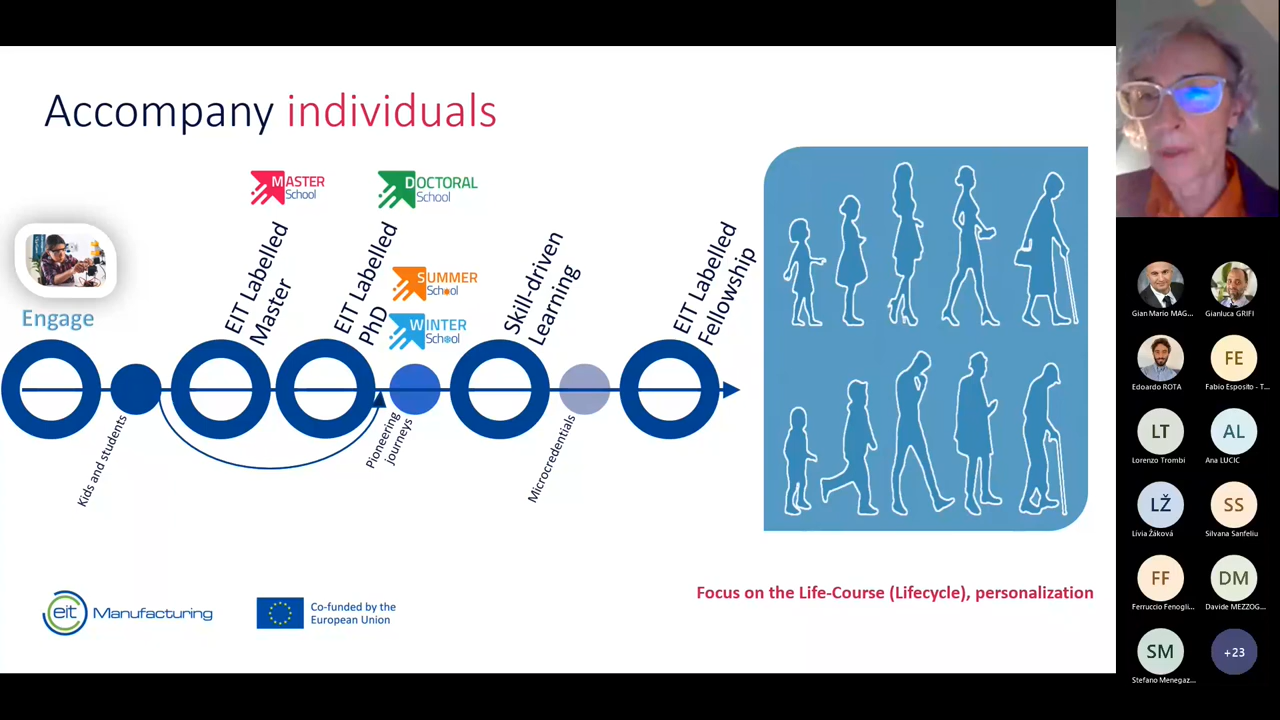 Accompany individuals
MASTER
School
DOCTORAL
School
SUMMER
School
WINTER
School
Engage
EIT Labelled
Master
EIT Labelled
PhD
Skill-driven
Learning
EIT Labelled
Fellowship
Kids and students
Pioneering
journeys
Microcredentials
Focus on the Life-Course (Lifecycle), personalization
eit Manufacturing
Co-funded by the
European Union
Gian Mario MAG...
Gianluca GRIFI
Edoardo ROTA
FE
Fabio Esposito - T...
LT
Lorenzo Trombi
AL
Ana LUCIC
LŽ
Lívia Žáková
SS
Silvana Sanfeliu
FF
Ferruccio Fenogli...
DM
Davide MEZZOG...
SM
Stefano Menegaz...
+23